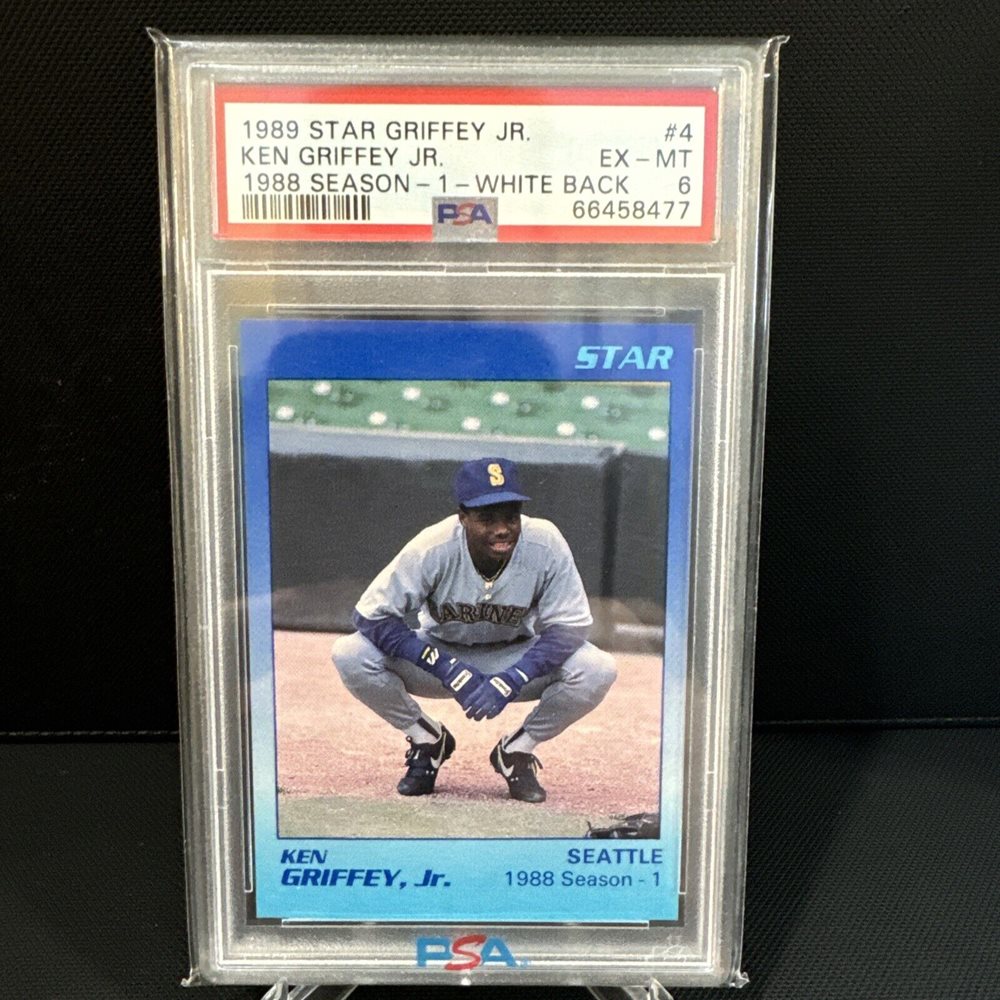 1989 STAR GRIFFEY JR. #4
KEN GRIFFEY JR. EX - MT
1988 SEASON - 1 - WHITE BACK 6
PSA 66458477
STAR
S
ARINE
KEN SEATTLE
GRIFFEY, Jr. 1988 Season - 1
PSA